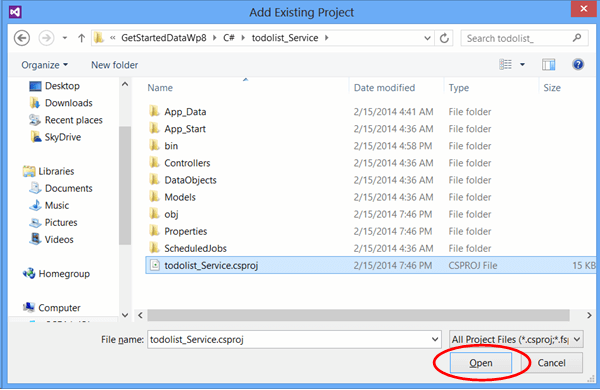 Add Existing Project
« GetStartedDataWp8 C# todolist_Service
Search todolist_
Organize New folder
Name Date modified Type Size
Desktop
Downloads
Recent places
SkyDrive
Libraries
Documents
Music
Pictures
Videos
Homegroup
Computer
App_Data 2/15/2014 4:41 AM File folder
App_Start 2/15/2014 4:36 AM File folder
bin 2/15/2014 4:58 PM File folder
Controllers 2/15/2014 4:36 AM File folder
DataObjects 2/15/2014 4:36 AM File folder
Models 2/15/2014 4:36 AM File folder
obj 2/15/2014 7:46 PM File folder
Properties 2/15/2014 7:46 PM File folder
ScheduledJobs 2/15/2014 4:36 AM File folder
todolist_Service.csproj 2/15/2014 7:46 PM CSPROJ File 15 KB
File name: todolist_Service.csproj
All Project Files (*.csproj;*.fsp
Open Cancel